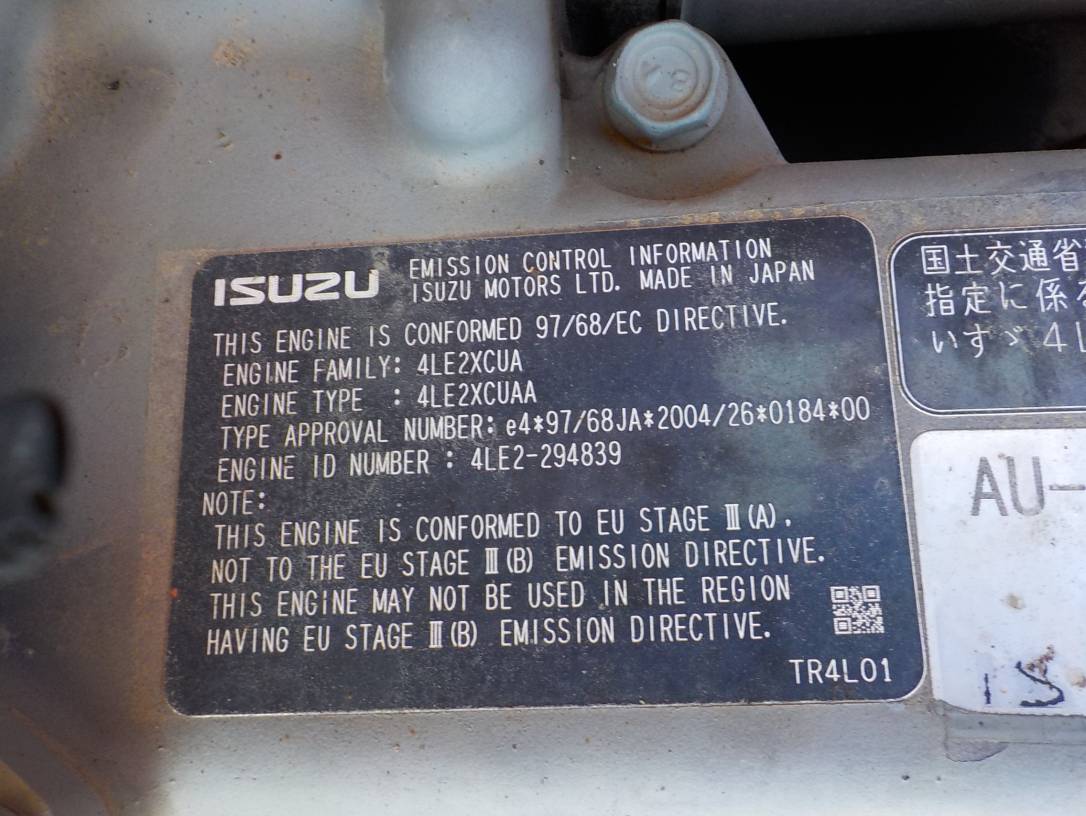 8
ISUZU
EMISSION CONTROL INFORMATION
ISUZU MOTORS LTD. MADE IN JAPAN
THIS ENGINE IS CONFORMED 97/68/EC DIRECTIVE.
ENGINE FAMILY: 4LE2XCUA
ENGINE TYPE : 4LE2XCUAA
TYPE APPROVAL NUMBER: e4*97/68JA*2004/26*0184*00
ENGINE ID NUMBER : 4LE2-294839
NOTE:
THIS ENGINE IS CONFORMED TO EU STAGE Ⅲ(A).
NOT TO THE EU STAGE Ⅲ(B) EMISSION DIRECTIVE.
THIS ENGINE MAY NOT BE USED IN THE REGION
HAVING EU STAGE Ⅲ(B) EMISSION DIRECTIVE.
TR4L01
国土交通省
指定に係る
いすゞ 4L
AU-
IS